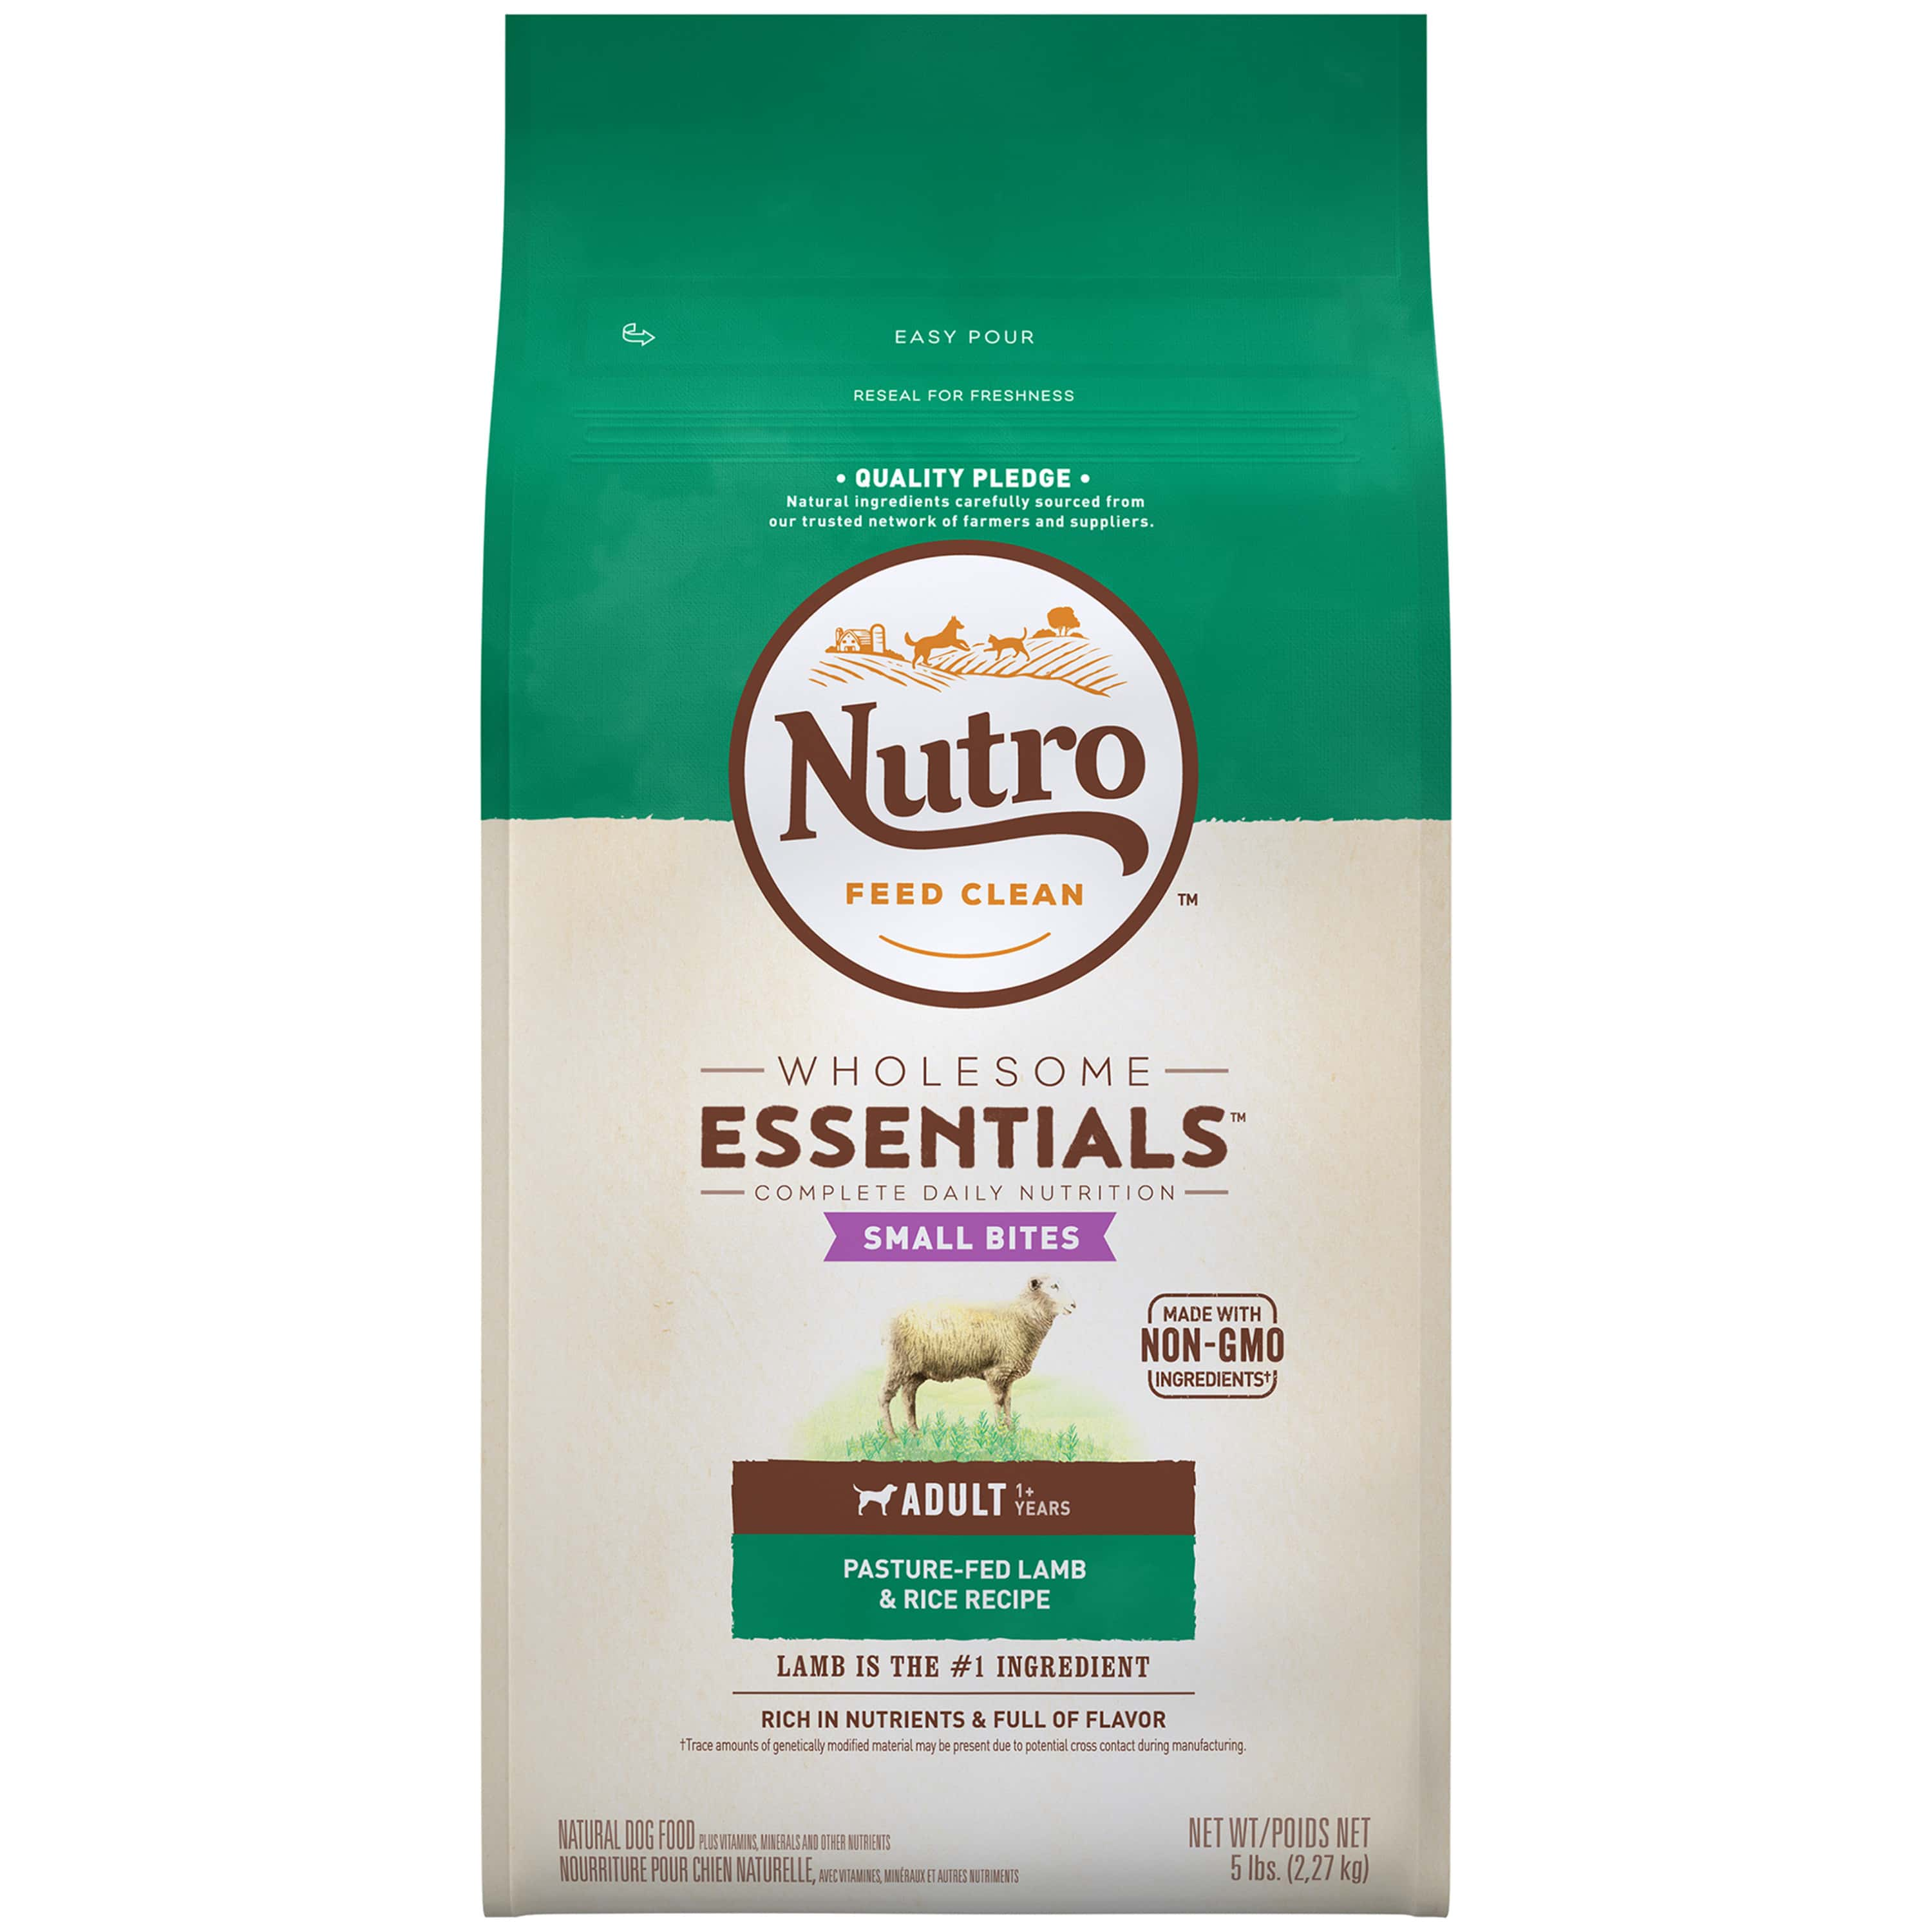 EASY POUR
RESEAL FOR FRESHNESS
• QUALITY PLEDGE •
Natural ingredients carefully sourced from
our trusted network of farmers and suppliers.
Nutro
FEED CLEAN
TM
WHOLESOME
ESSENTIALS™
COMPLETE DAILY NUTRITION
SMALL BITES
MADE WITH
NON-GMO
INGREDIENTS†
ADULT 1+ YEARS
PASTURE-FED LAMB
& RICE RECIPE
LAMB IS THE #1 INGREDIENT
RICH IN NUTRIENTS & FULL OF FLAVOR
†Trace amounts of genetically modified material may be present due to potential cross contact during manufacturing.
NATURAL DOG FOOD PLUS VITAMINS, MINERALS AND OTHER NUTRIENTS
NOURRITURE POUR CHIEN NATURELLE, AVEC VITAMINES, MINÉRAUX ET AUTRES NUTRIMENTS
NET WT/POIDS NET
5 lbs. (2,27 kg)